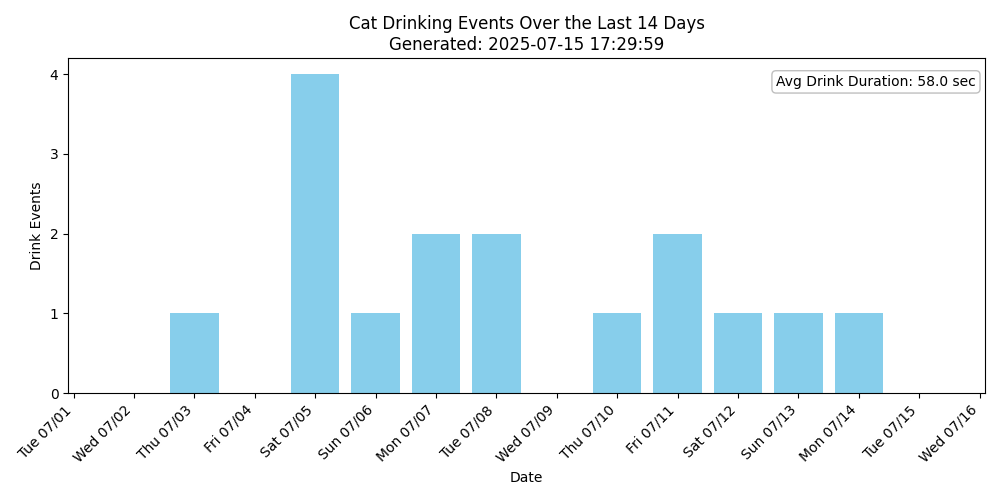 Cat Drinking Events Over the Last 14 Days
Generated: 2025-07-15 17:29:59
Avg Drink Duration: 58.0 sec
4
3
2
1
0
Drink Events
Tue 07/01
Wed 07/02
Thu 07/03
Fri 07/04
Sat 07/05
Sun 07/06
Mon 07/07
Tue 07/08
Wed 07/09
Thu 07/10
Fri 07/11
Sat 07/12
Sun 07/13
Mon 07/14
Tue 07/15
Wed 07/16
Date